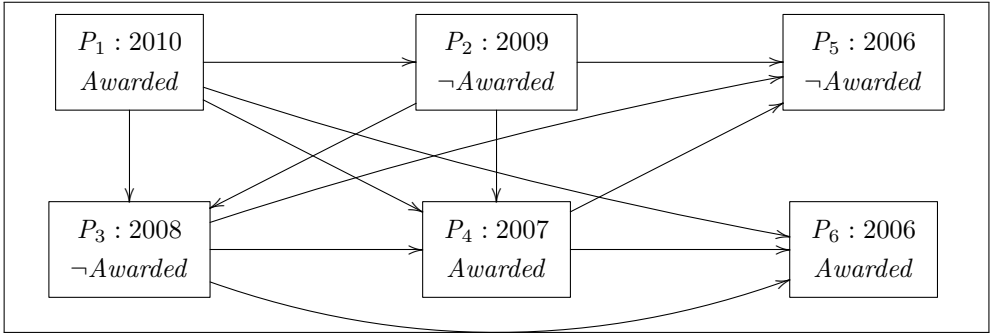 P₁ : 2010
Awarded
P₂ : 2009
¬Awarded
P₅ : 2006
¬Awarded
P₃ : 2008
¬Awarded
P₄ : 2007
Awarded
P₆ : 2006
Awarded